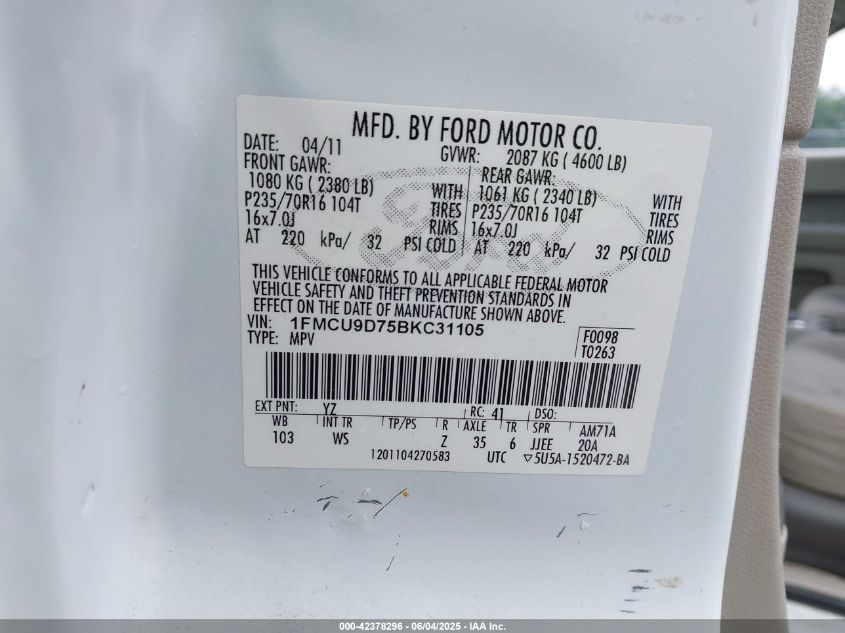 MFD. BY FORD MOTOR CO.
DATE: 04/11 GVWR: 2087 KG ( 4600 LB)
FRONT GAWR: REAR GAWR:
1080 KG ( 2380 LB) WITH 1061 KG ( 2340 LB) WITH
P235/70R16 104T TIRES P235/70R16 104T TIRES
16x7.0J RIMS 16x7.0J RIMS
AT 220 kPa/ 32 PSI COLD AT 220 kPa/ 32 PSI COLD
Ford
THIS VEHICLE CONFORMS TO ALL APPLICABLE FEDERAL MOTOR
VEHICLE SAFETY AND THEFT PREVENTION STANDARDS IN
EFFECT ON THE DATE OF MANUFACTURE SHOWN ABOVE.
VIN: 1FMCU9D75BKC31105
TYPE: MPV
F0098
T0263
EXT PNT: YZ RC: 41 DSO:
WB INT TR TP/PS R AXLE TR SPR AM71A
103 WS Z 35 6 JJEE 20A
1201104270583 UTC ▽5U5A-1520472-BA
000-42378296 - 06/04/2025 - IAA Inc.